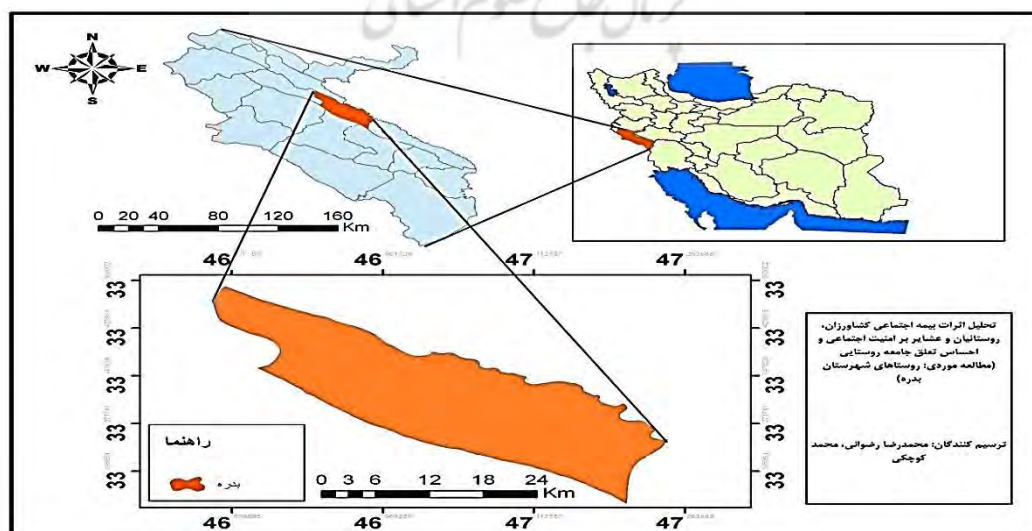 N
W E
S
0 20 40 80 120 160
Km
46 46 47 47
33
33
33
33
33
33
33
33
33
33
تحلیل اثرات بیمه اجتماعی کشاورزان،
روستائیان و عشایر بر امنیت اجتماعی و
احساس تعلق جامعه روستایی
(مطالعه موردی: روستاهای شهرستان
بدره)
ترسیم کنندگان: محمدرضا رضوانی، محمد
کوچکی
راهنما
بدره
0 3 6 12 18 24
Km
46 46 47 47